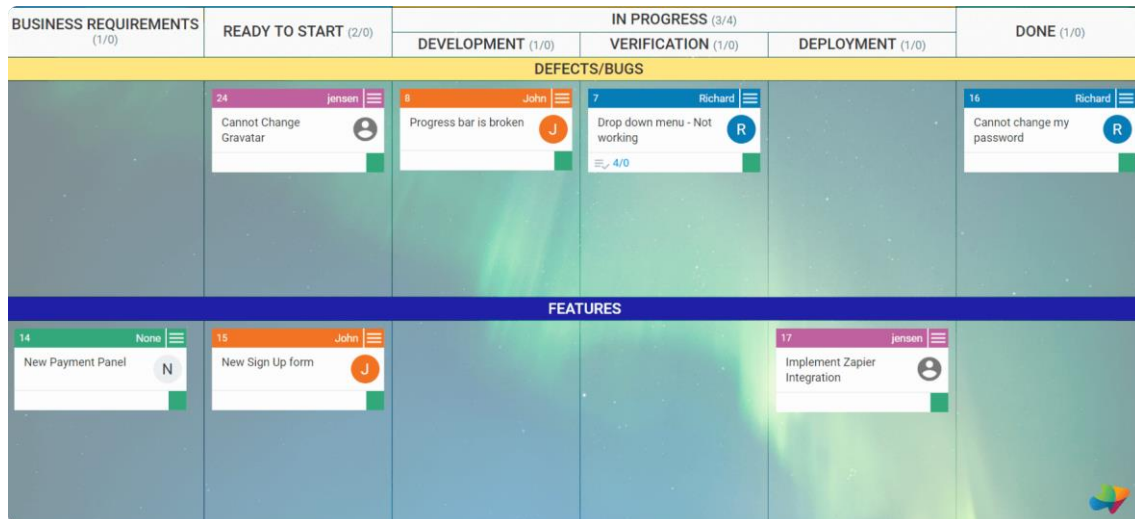 BUSINESS REQUIREMENTS
(1/0)
READY TO START (2/0)
IN PROGRESS (3/4)
DEVELOPMENT (1/0)
VERIFICATION (1/0)
DEPLOYMENT (1/0)
DONE (1/0)
DEFECTS/BUGS
24 jensen
Cannot Change
Gravatar
8 John
Progress bar is broken
J
7 Richard
Drop down menu - Not
working
R
4/0
16 Richard
Cannot change my
password
R
FEATURES
14 None
New Payment Panel
N
15 John
New Sign Up form
J
17 jensen
Implement Zapier
Integration